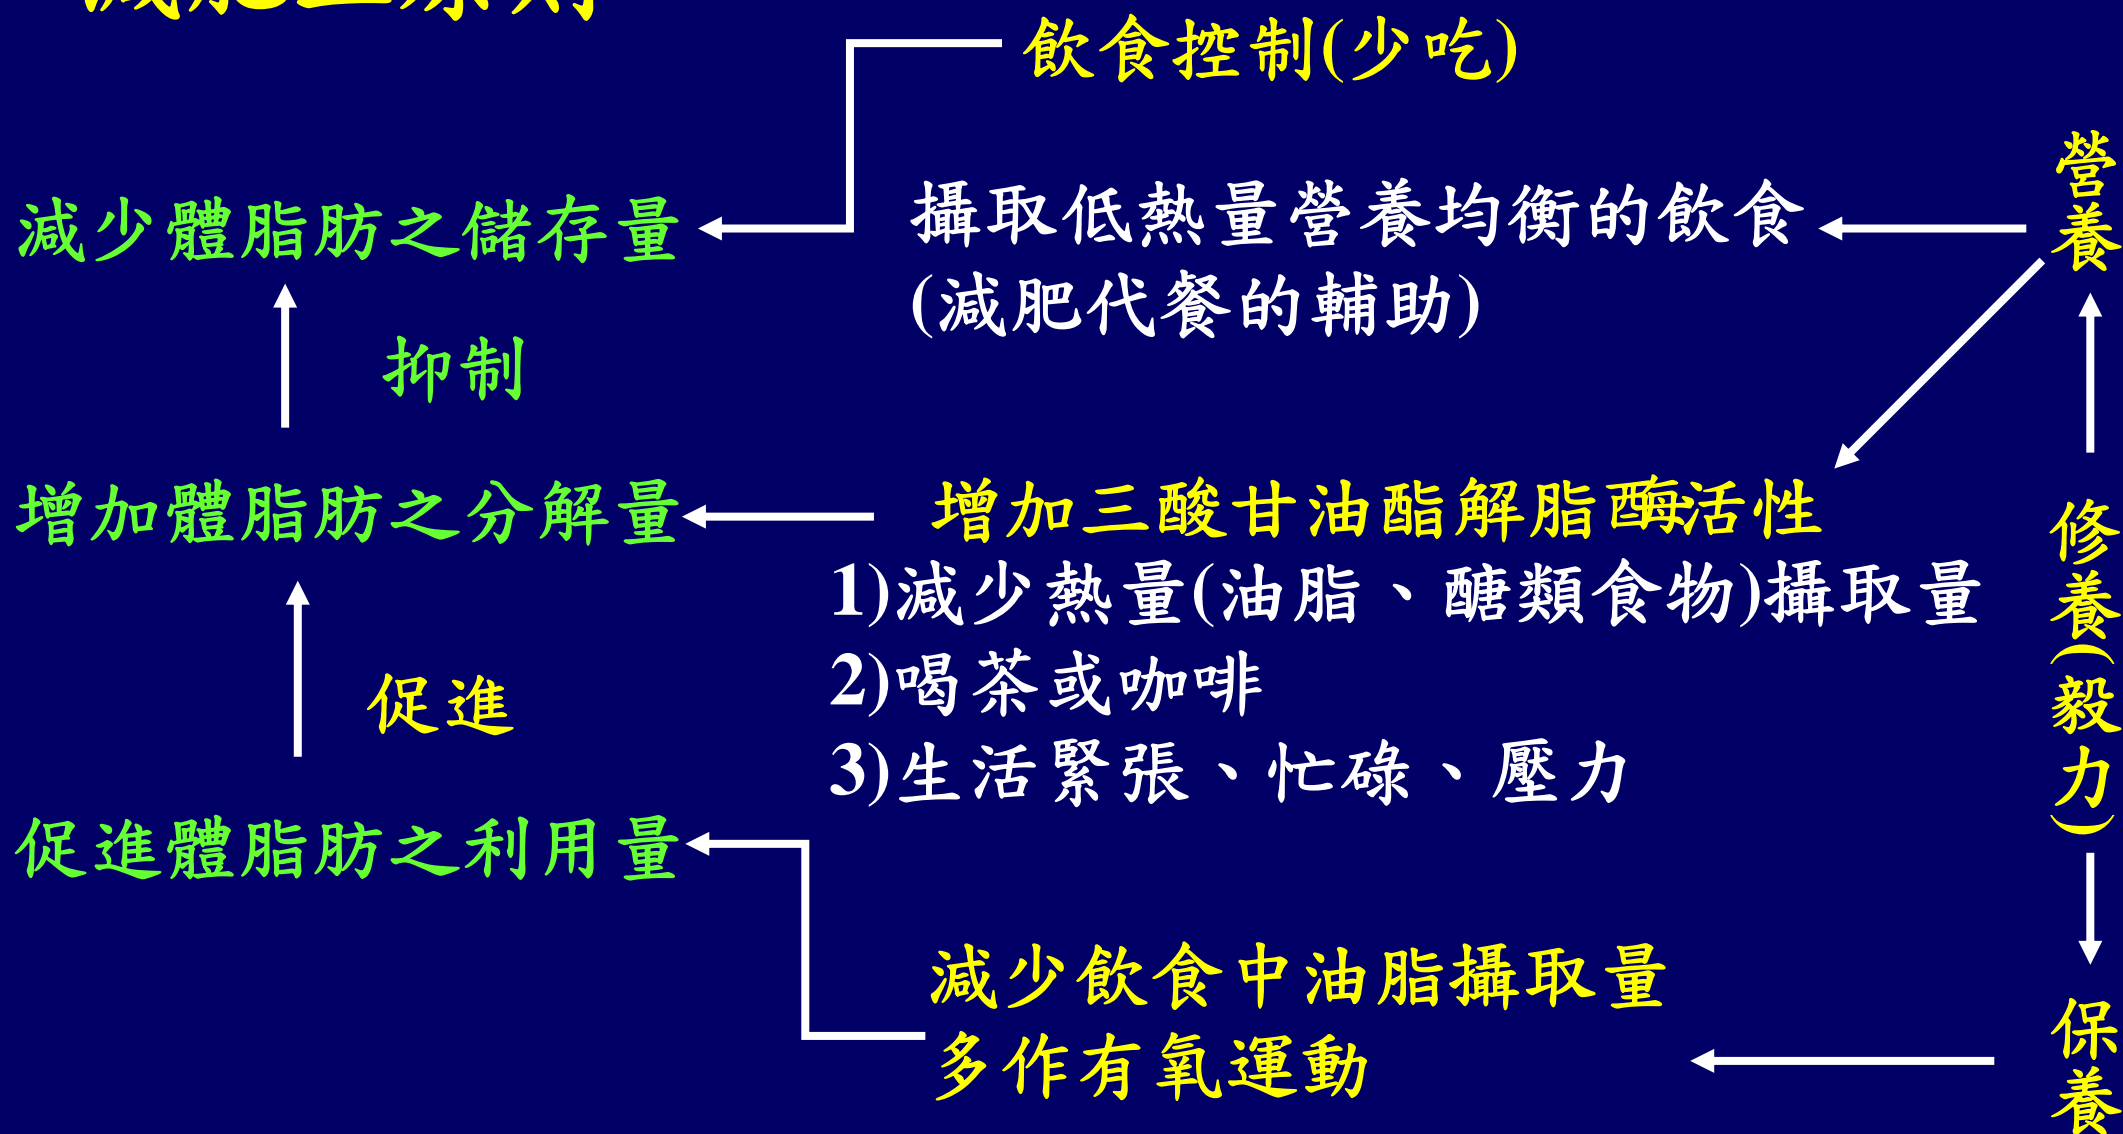 飲食控制(少吃)
減少體脂肪之儲存量
攝取低熱量營養均衡的飲食
(減肥代餐的輔助)
抑制
增加體脂肪之分解量
增加三酸甘油酯解脂酶活性
1)減少熱量(油脂、醣類食物)攝取量
2)喝茶或咖啡
3)生活緊張、忙碌、壓力
促進
促進體脂肪之利用量
減少飲食中油脂攝取量
多作有氧運動
營養
修養(毅力)
保養